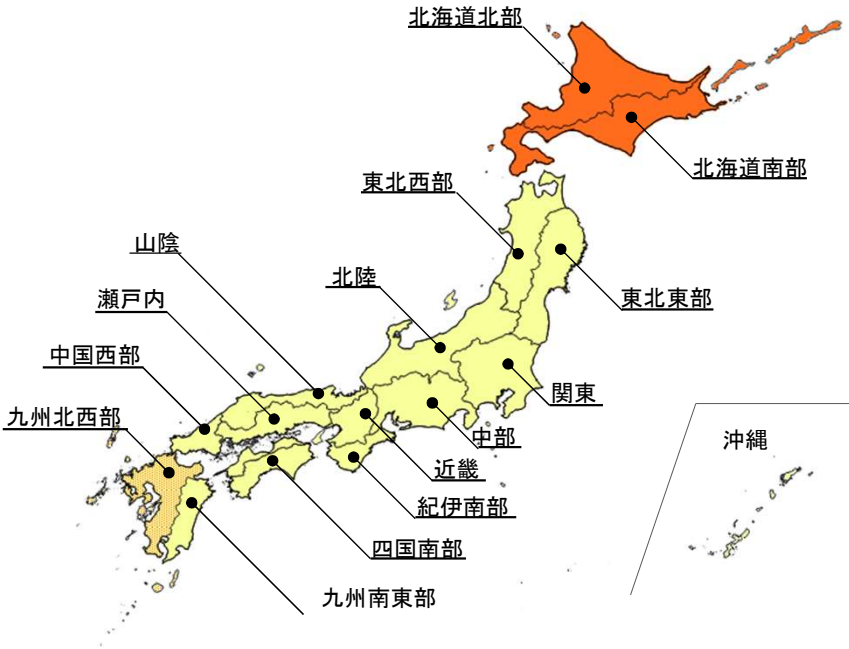 北海道北部
北海道南部
東北西部
山陰
北陸
瀬戸内
東北東部
中国西部
関東
九州北西部
中部
沖縄
近畿
紀伊南部
四国南部
九州南東部